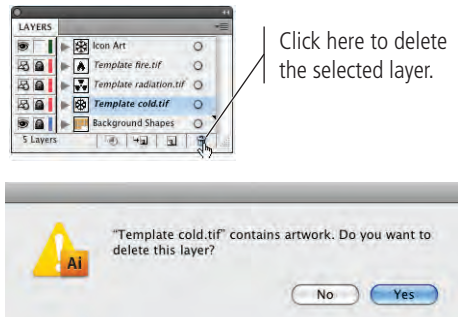 LAYERS
Icon Art
Template fire.tif
Template radiation.tif
Template cold.tif
Background Shapes
5 Layers
Click here to delete
the selected layer.
"Template cold.tif" contains artwork. Do you want to
delete this layer?
Ai
No Yes